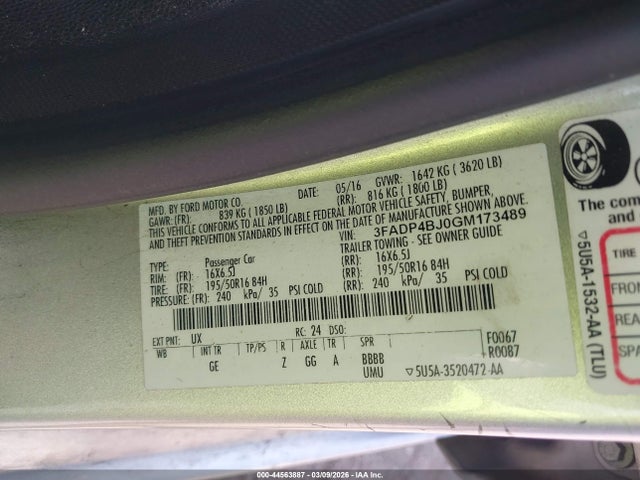 MFD. BY FORD MOTOR CO.
DATE: 05/16 GVWR: 1642 KG ( 3620 LB)
GAWR: (FR): 839 KG ( 1850 LB) (RR): 816 KG ( 1800 LB)
THIS VEHICLE CONFORMS TO ALL APPLICABLE FEDERAL MOTOR VEHICLE SAFETY, BUMPER,
AND THEFT PREVENTION STANDARDS IN EFFECT ON THE DATE OF MANUFACTURE SHOWN ABOVE.
VIN: 3FADP4BJ0GM173489
TYPE: Passenger Car TRAILER TOWING - SEE OWNER GUIDE
RIM: (FR): 16X6.5J (RR): 16X6.5J
TIRE: (FR): 195/50R16 84H (RR): 195/50R16 84H
PRESSURE: (FR): 240 kPa/ 35 PSI COLD (RR): 240 kPa/ 35 PSI COLD
EXT PNT: UX RC: 24 DSO: F0067
WB INT TR TP/PS R AXLE TR SPR R0087
GE Z GG A BBBB
UMU ▽5U5A-3520472-AA
▽5U5A-1532-AA (TLU)
The com
TIRE
FRON
REA
SPA
00-44563887 - 03/09/2026 - IAA Inc.